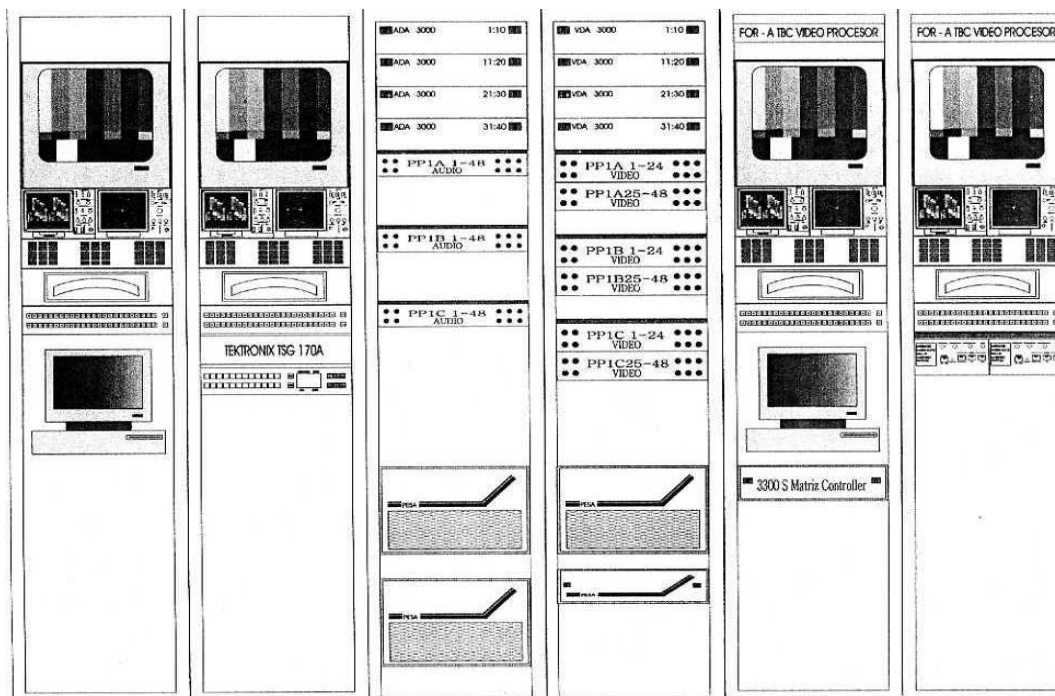 TEKTRONIX TSG 170A
ADA 3000 1:10
ADA 3000 11:20
ADA 3000 21:30
ADA 3000 31:40
PP1A 1-48
AUDIO
PP1B 1-48
AUDIO
PP1C 1-48
AUDIO
PESA
PESA
VDA 3000 1:10
VDA 3000 11:20
VDA 3000 21:30
VDA 3000 31:40
PP1A 1-24
VIDEO
PP1A25-48
VIDEO
PP1B 1-24
VIDEO
PP1B25-48
VIDEO
PP1C 1-24
VIDEO
PP1C25-48
VIDEO
PESA
PESA
FOR - A TBC VIDEO PROCESOR
3300 S Matriz Controller
FOR - A TBC VIDEO PROCESOR